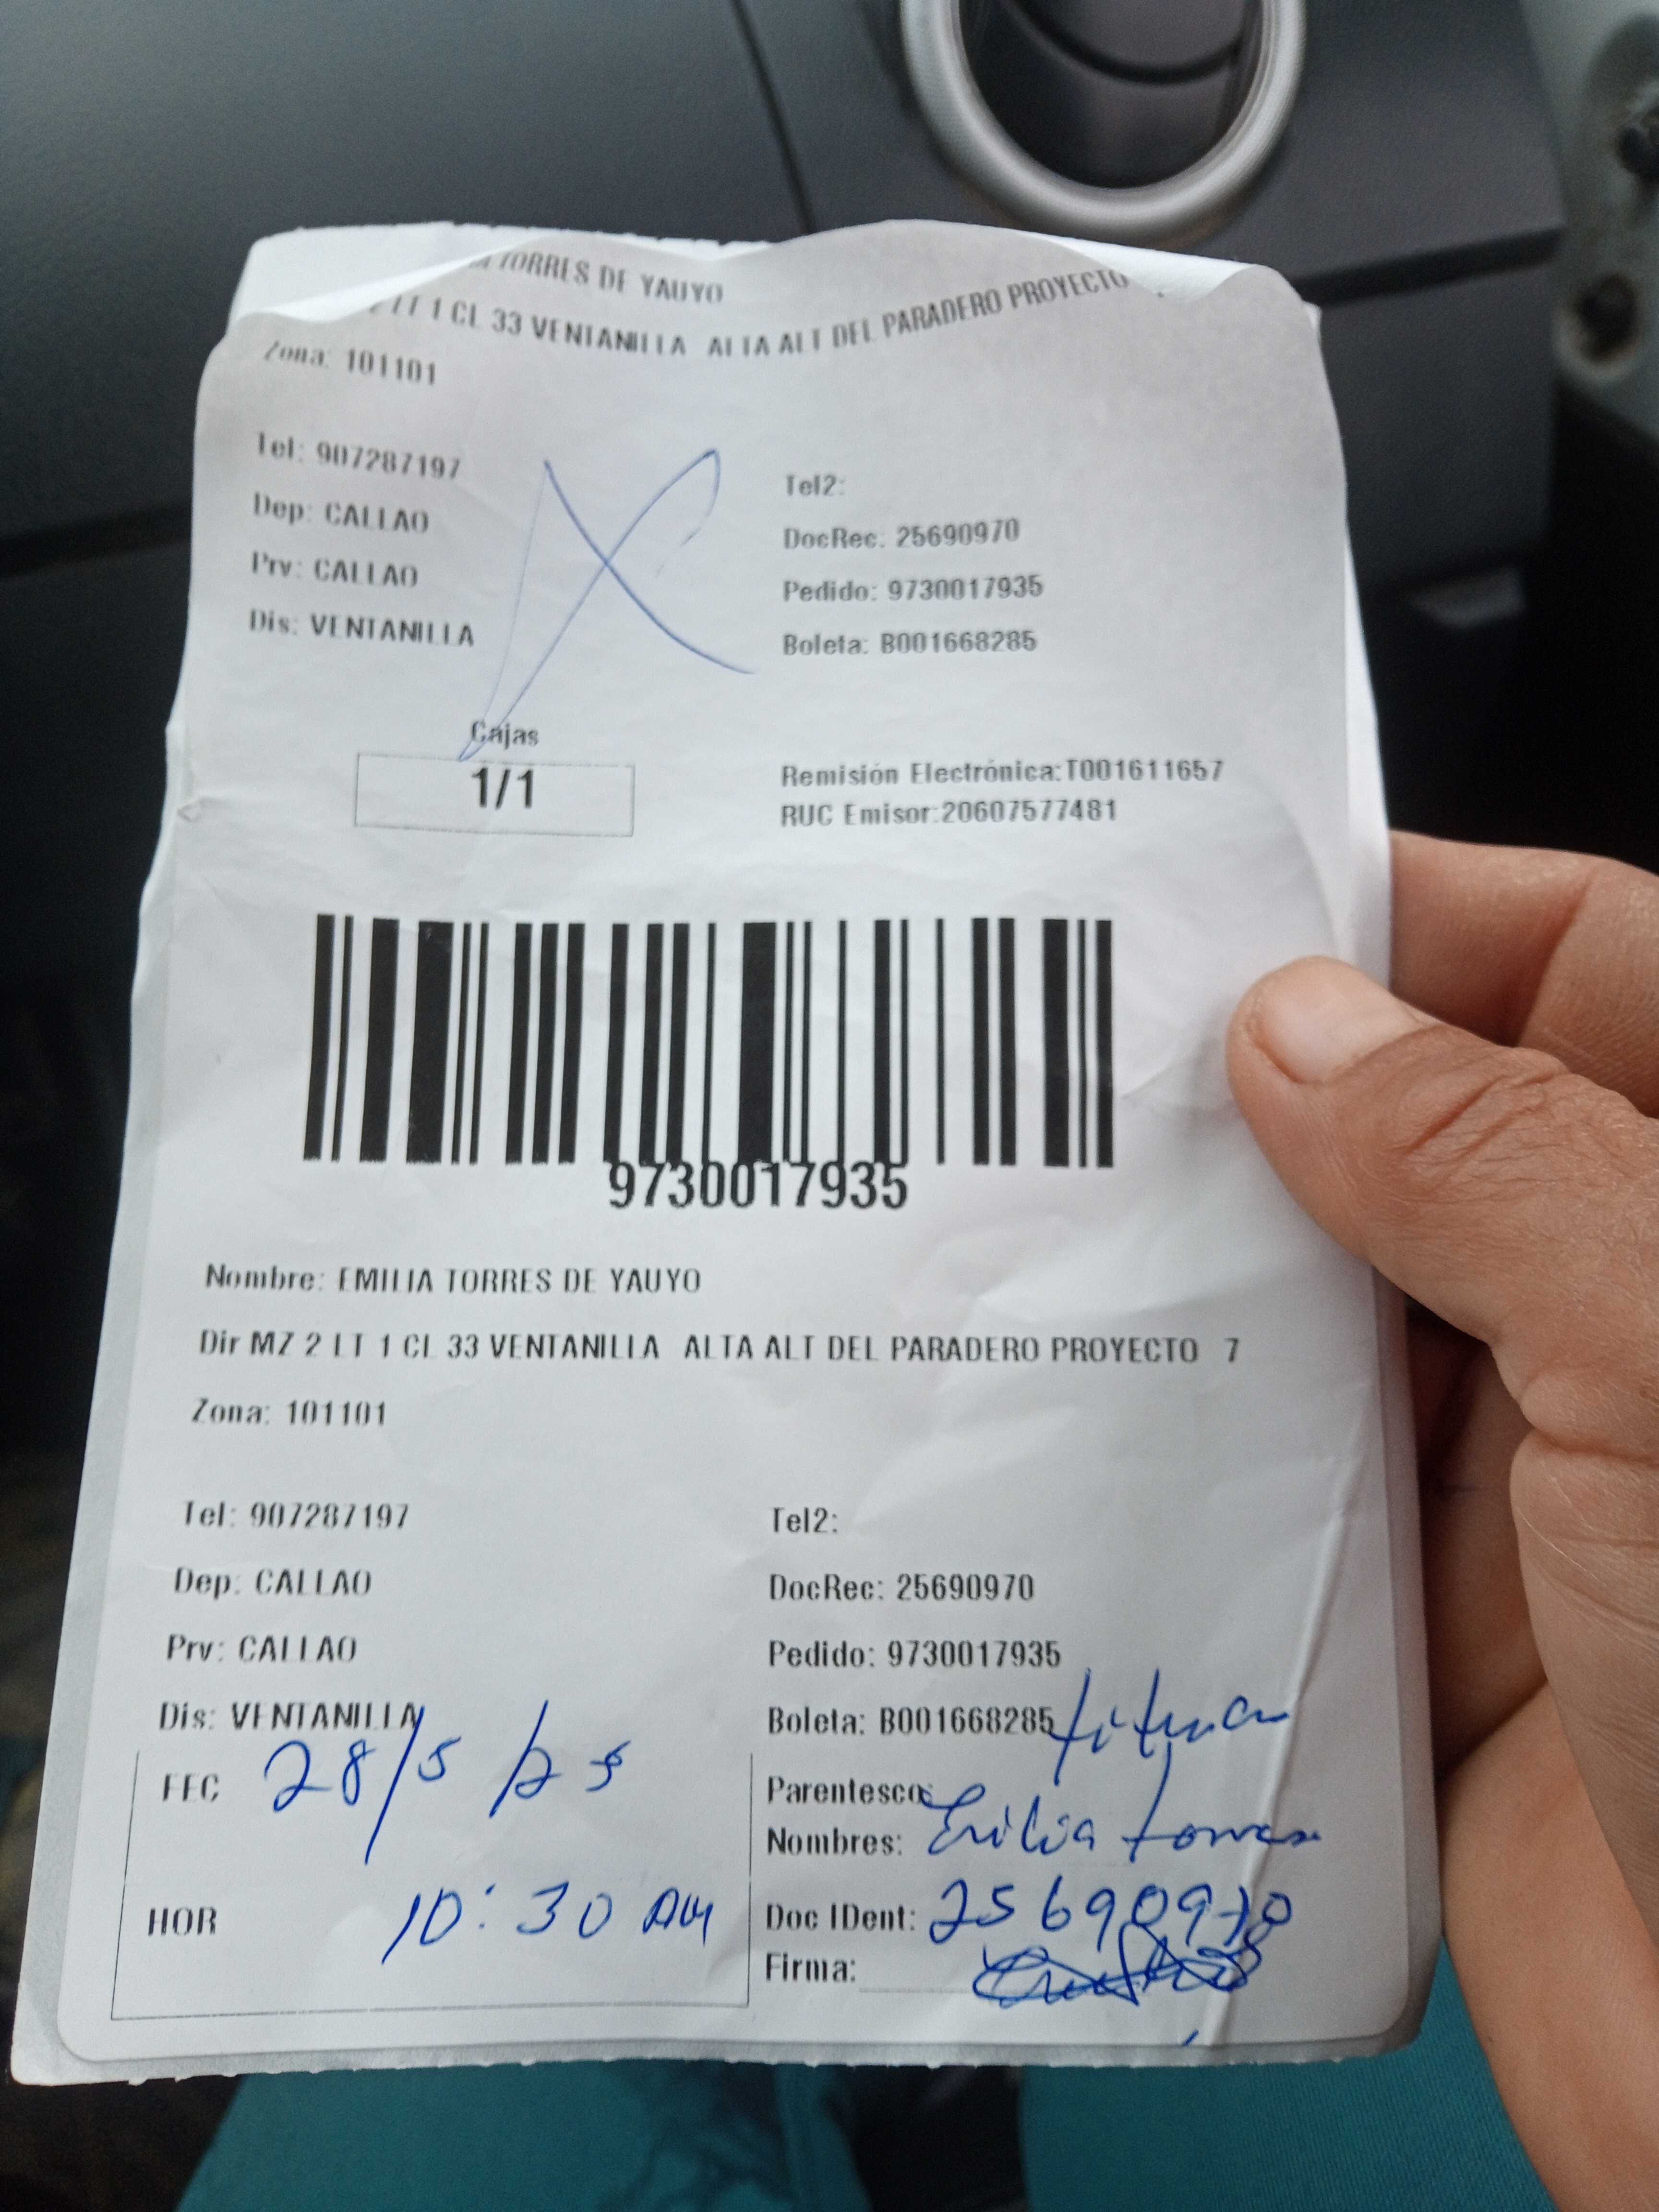 TORRES DE YAUYO
LT 1 CL 33 VENTANILLA ALTA ALT DEL PARADERO PROYECTO
Zona: 101101
Tel: 907287197
Tel2:
Dep: CALLAO
DocRec: 25690970
Prv: CALLAO
Pedido: 9730017935
Dis: VENTANILLA
Boleta: B001668285
Cajas
1/1
Remisión Electrónica:T001611657
RUC Emisor:20607577481
9730017935
Nombre: EMILIA TORRES DE YAUYO
Dir MZ 2 LT 1 CL 33 VENTANILLA ALTA ALT DEL PARADERO PROYECTO 7
Zona: 101101
Tel: 907287197
Tel2:
Dep: CALLAO
DocRec: 25690970
Prv: CALLAO
Pedido: 9730017935
Dis: VENTANILLA
Boleta: B001668285
FEC 28/5/25
Parentesco:
Nombres: Emilia torres
HOR 10:30 AM
Doc IDent: 25690970
Firma: